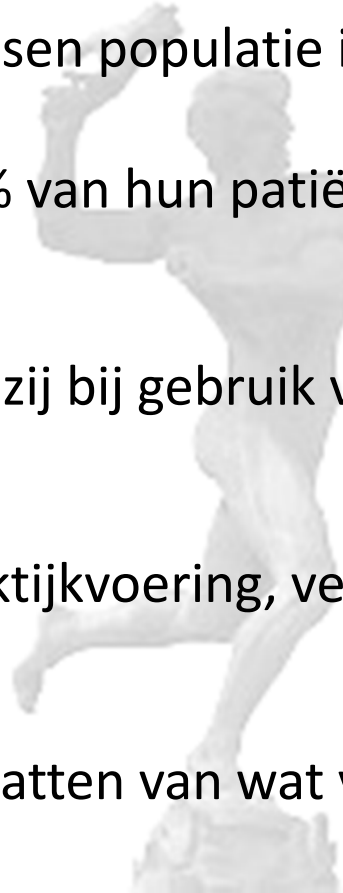 sen populatie i
% van hun patië
zij bij gebruik v
ktijkvoering, ve
atten van wat v